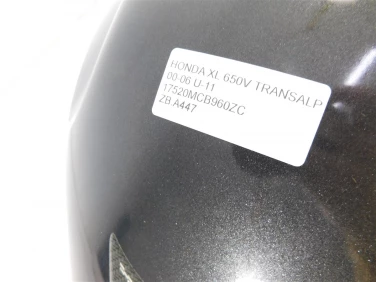 HONDA XL 650V TRANSALP
00-06 U-11
17520MCB960ZC
ZB.A447